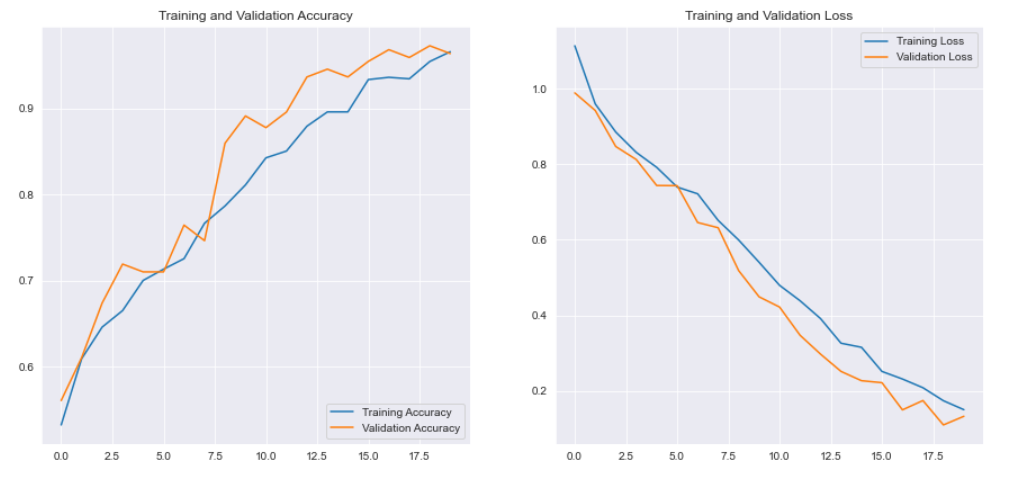 Training and Validation Accuracy
0.9
0.8
0.7
0.6
Training Accuracy
Validation Accuracy
0.0 2.5 5.0 7.5 10.0 12.5 15.0 17.5
Training and Validation Loss
Training Loss
Validation Loss
1.0
0.8
0.6
0.4
0.2
0.0 2.5 5.0 7.5 10.0 12.5 15.0 17.5